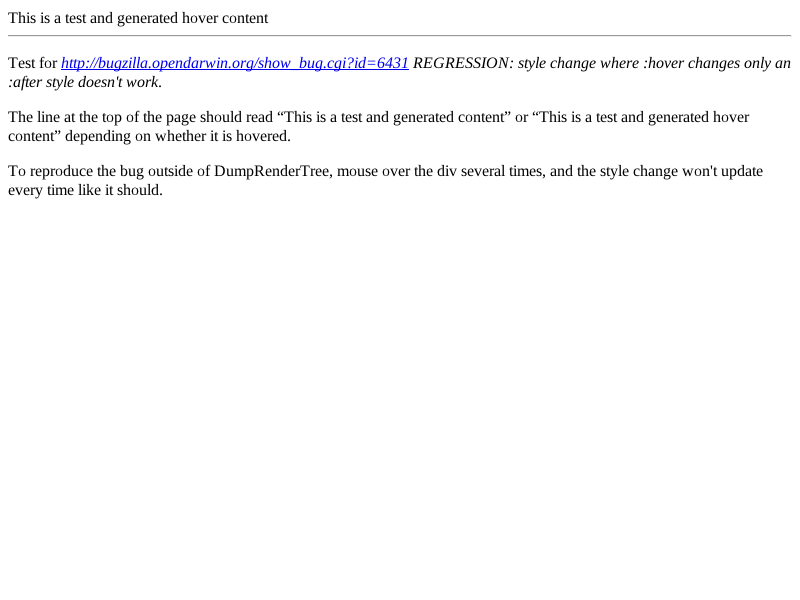 This is a test and generated hover content
Test for http://bugzilla.opendarwin.org/show_bug.cgi?id=6431 REGRESSION: style change where :hover changes only an
:after style doesn't work.
The line at the top of the page should read “This is a test and generated content” or “This is a test and generated hover
content” depending on whether it is hovered.
To reproduce the bug outside of DumpRenderTree, mouse over the div several times, and the style change won't update
every time like it should.